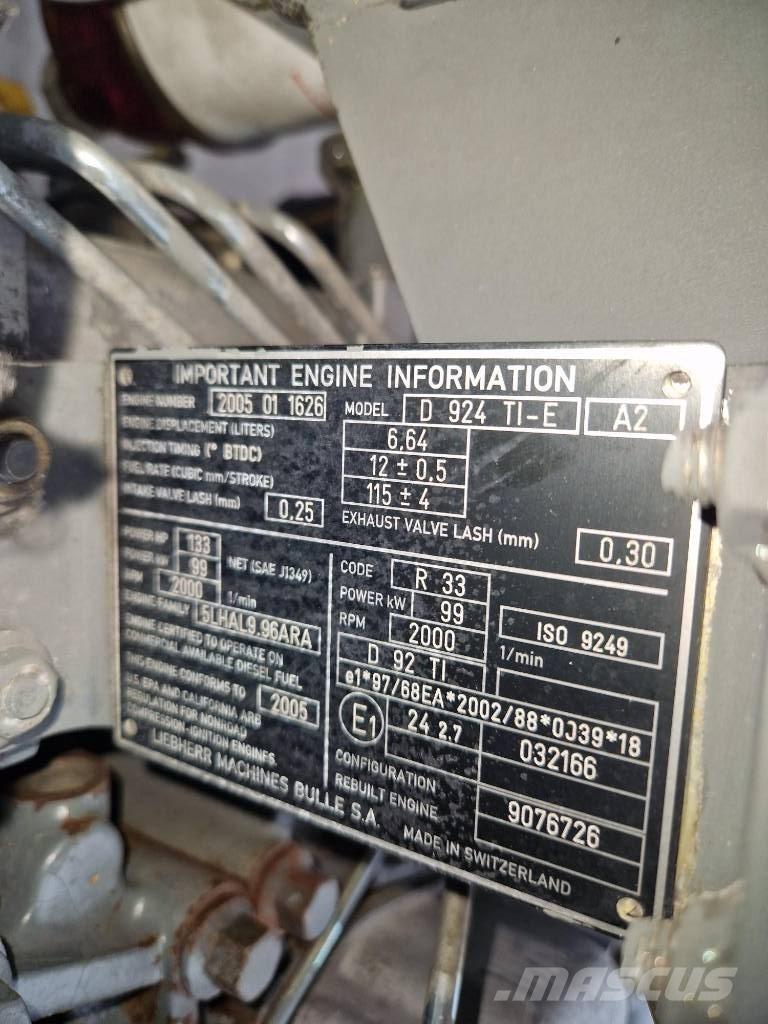 IMPORTANT ENGINE INFORMATION
ENGINE NUMBER 2005 01 1626 MODEL D 924 TI-E A2
ENGINE DISPLACEMENT (LITERS) 6,64
INJECTION TIMING (° BTDC) 12 ± 0,5
FUEL RATE (CUBIC mm/STROKE) 115 ± 4
INTAKE VALVE LASH (mm) 0,25 EXHAUST VALVE LASH (mm) 0,30
POWER HP 133
POWER kW 99 NET (SAE J1349)
RPM 2000 1/min
ENGINE FAMILY 5LHAL9.96ARA
ENGINE CERTIFIED TO OPERATE ON
COMMERCIAL AVAILABLE DIESEL FUEL
THIS ENGINE CONFORMS TO 2005
U.S. EPA AND CALIFORNIA ARB
REGULATION FOR NONROAD
COMPRESSION-IGNITION ENGINES.
LIEBHERR MACHINES BULLE S.A.
CODE R 33
POWER kW 99 ISO 9249
RPM 2000 1/min
D 92 TI
e1*97/68EA*2002/88*0J39*18
E1 24 2.7 032166
CONFIGURATION
REBUILT ENGINE 9076726
MADE IN SWITZERLAND
MASCUS